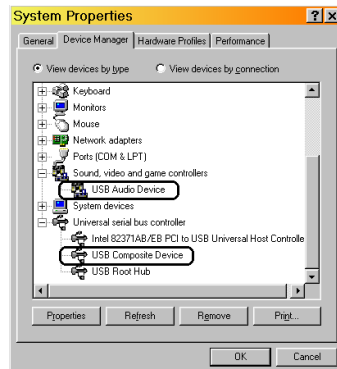 System Properties
General Device Manager Hardware Profiles Performance
View devices by type View devices by connection
Keyboard
Monitors
Mouse
Network adapters
Ports (COM & LPT)
Sound, video and game controllers
USB Audio Device
System devices
Universal serial bus controller
Intel 82371AB/EB PCI to USB Universal Host Controlle
USB Composite Device
USB Root Hub
Properties Refresh Remove Print...
OK Cancel